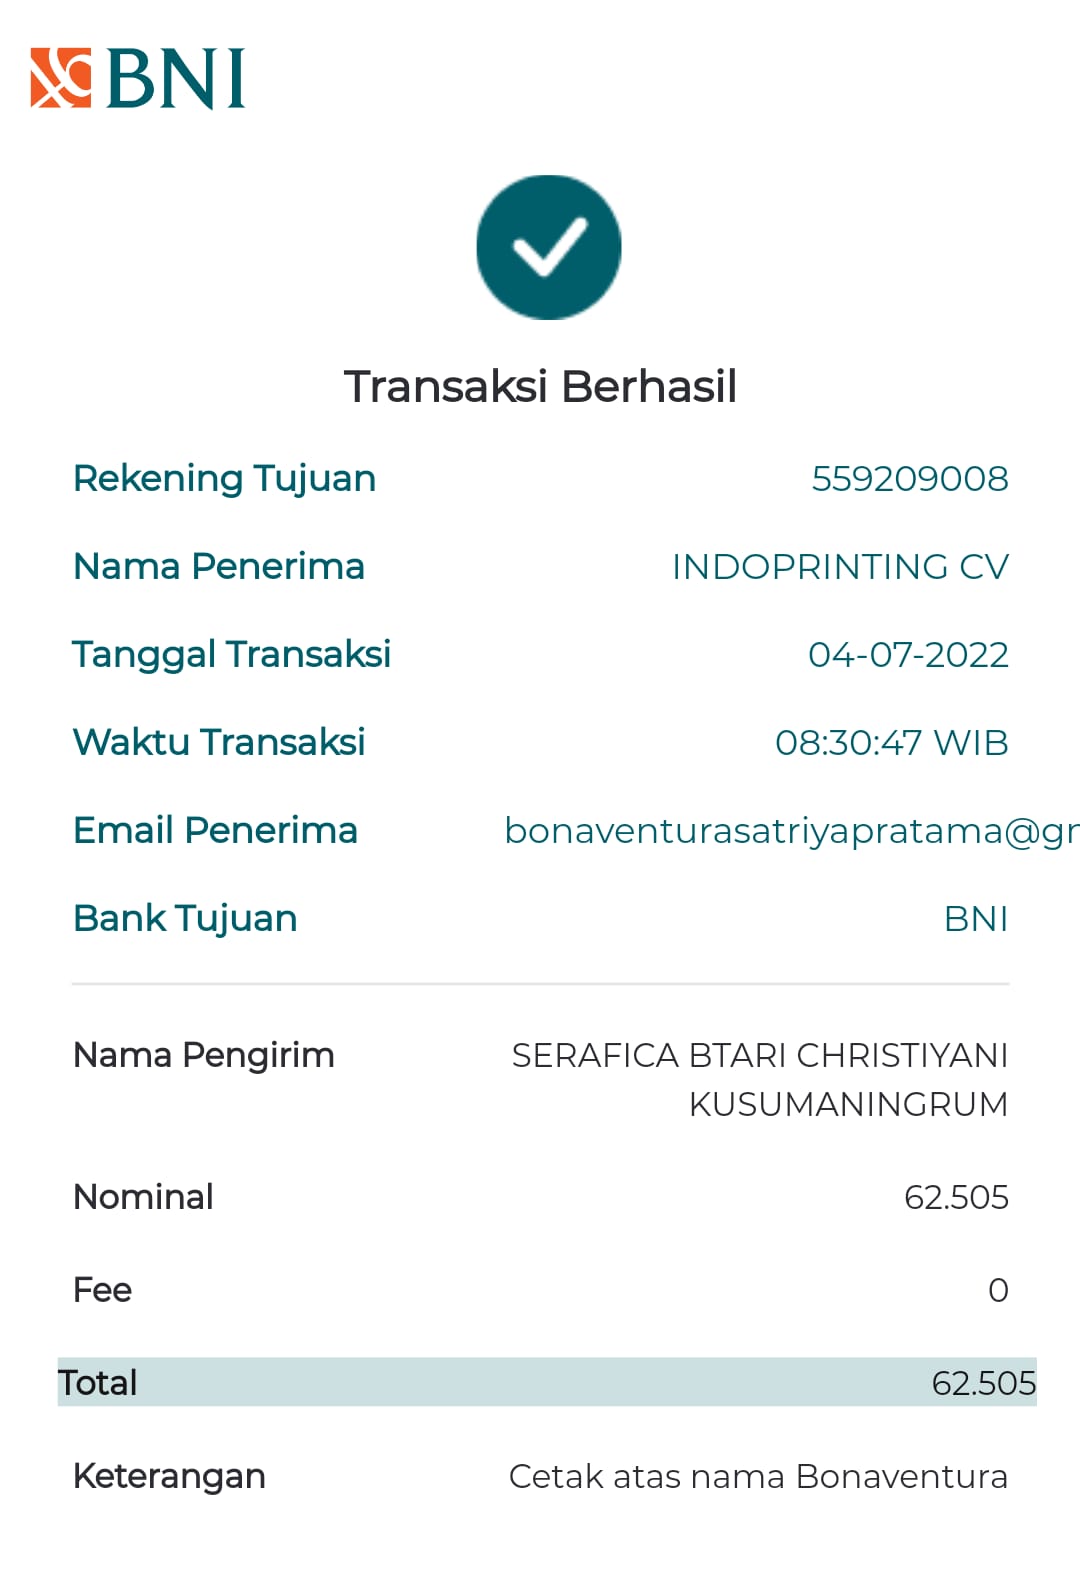 BNI
Transaksi Berhasil
Rekening Tujuan 559209008
Nama Penerima INDOPRINTING CV
Tanggal Transaksi 04-07-2022
Waktu Transaksi 08:30:47 WIB
Email Penerima bonaventurasatriyapratama@g
Bank Tujuan BNI
Nama Pengirim SERAFICA BTARI CHRISTIYANI
KUSUMANINGRUM
Nominal 62.505
Fee 0
Total 62.505
Keterangan Cetak atas nama Bonaventura